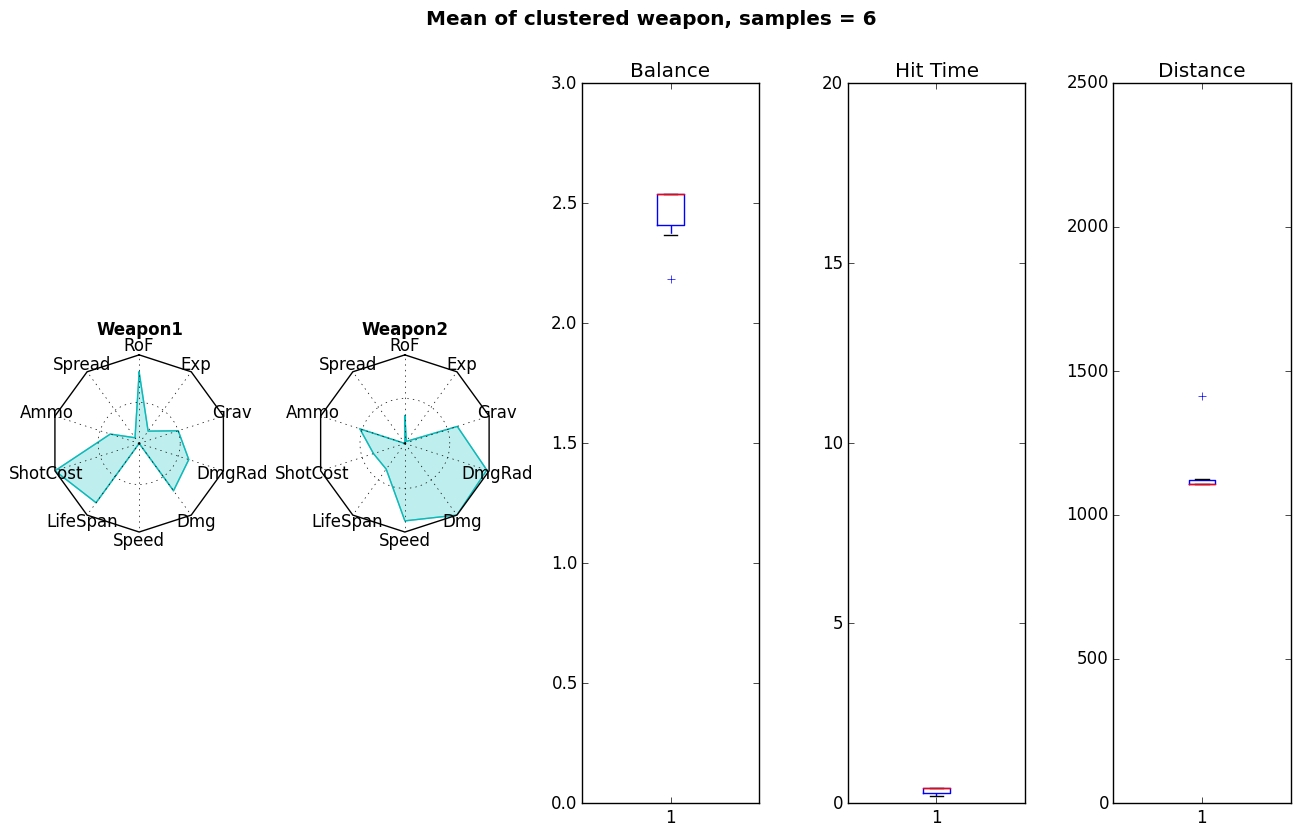 Mean of clustered weapon, samples = 6
Weapon1
RoF
Spread
Exp
Ammo
Grav
ShotCost
DmgRad
LifeSpan
Dmg
Speed
Weapon2
RoF
Spread
Exp
Ammo
Grav
ShotCost
DmgRad
LifeSpan
Dmg
Speed
Balance
3.0
2.5
2.0
1.5
1.0
0.5
0.0
1
Hit Time
20
15
10
5
0
1
Distance
2500
2000
1500
1000
500
0
1